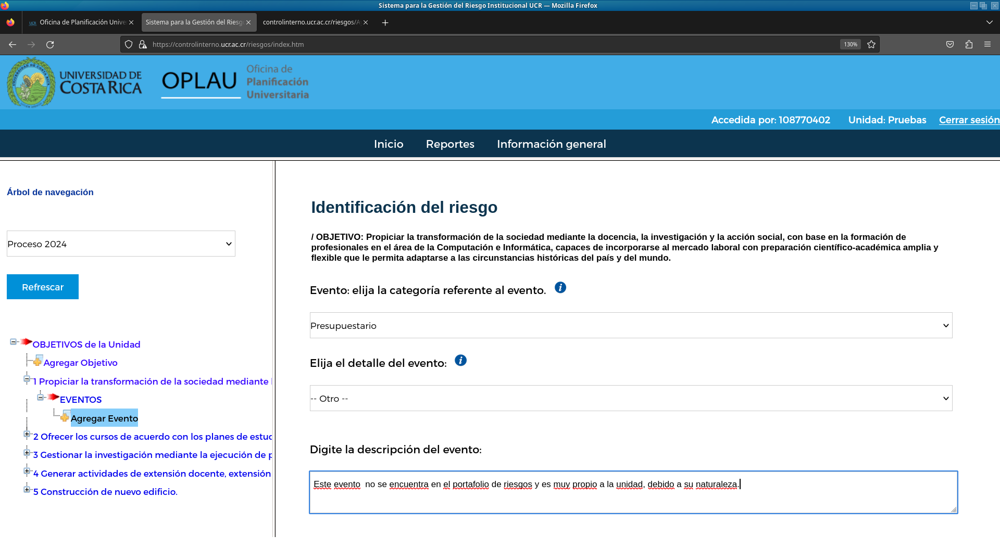 Sistema para la Gestión del Riesgo Institucional UCR — Mozilla Firefox
UCR Oficina de Planificación Unive
Sistema para la Gestión del Riesg
controlinterno.ucr.ac.cr/riesgos/A
https://controlinterno.ucr.ac.cr/riesgos/index.htm
130%
UNIVERSIDAD DE
COSTA RICA
OPLAU
Oficina de
Planificación
Universitaria
Accedida por: 108770402 Unidad: Pruebas Cerrar sesión
Inicio Reportes Información general
Árbol de navegación
Proceso 2024
Refrescar
OBJETIVOS de la Unidad
Agregar Objetivo
1 Propiciar la transformación de la sociedad mediante
EVENTOS
Agregar Evento
2 Ofrecer los cursos de acuerdo con los planes de estu
3 Gestionar la investigación mediante la ejecución de
4 Generar actividades de extensión docente, extensión
5 Construcción de nuevo edificio.
Identificación del riesgo
/ OBJETIVO: Propiciar la transformación de la sociedad mediante la docencia, la investigación y la acción social, con base en la formación de
profesionales en el área de la Computación e Informática, capaces de incorporarse al mercado laboral con preparación científico-académica amplia y
flexible que le permita adaptarse a las circunstancias históricas del país y del mundo.
Evento: elija la categoría referente al evento. i
Presupuestario
Elija el detalle del evento: i
-- Otro --
Digite la descripción del evento:
Este evento  no se encuentra en el portafolio de riesgos y es muy propio a la unidad, debido a su naturaleza.